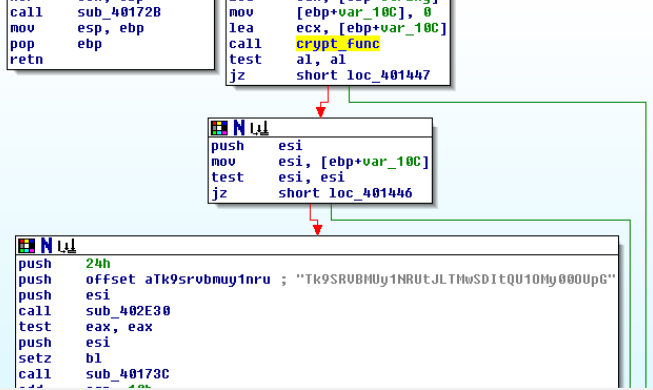 call sub_40172B
mov esp, ebp
pop ebp
retn
mov [ebp+var_10C], 0
lea ecx, [ebp+var_10C]
call crypt_func
test al, al
jz short loc_401447
push esi
mov esi, [ebp+var_10C]
test esi, esi
jz short loc_401446
push 24h
push offset aTk9srvbmuy1nru ; "Tk9SRVBMUy1NRUtJLTMwSDItQU1OMy00OUpG"
push esi
call sub_402E30
test eax, eax
push esi
setz bl
call sub_40173C